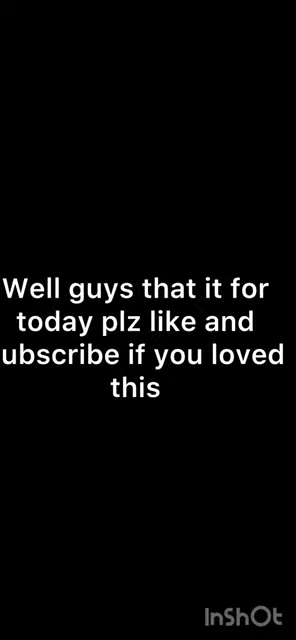 Well guys that it for
today plz like and
ubscribe if you loved
this
InShOt